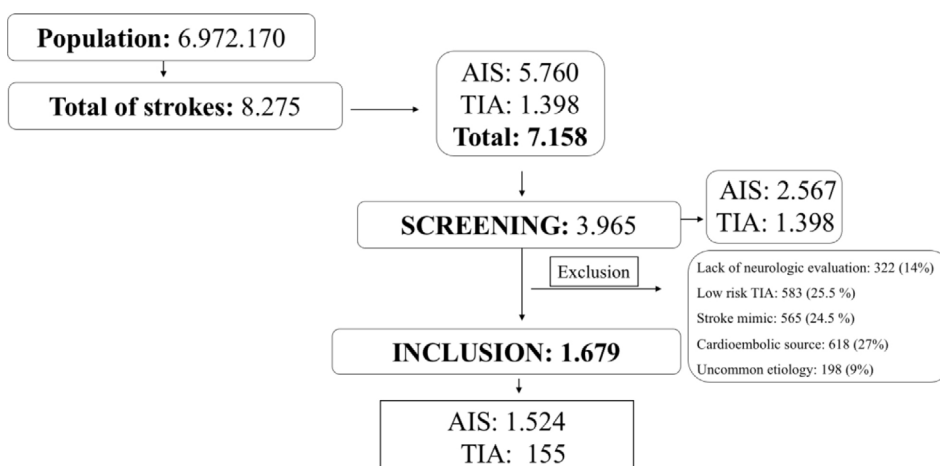 Population: 6.972.170
Total of strokes: 8.275
AIS: 5.760
TIA: 1.398
Total: 7.158
SCREENING: 3.965
AIS: 2.567
TIA: 1.398
Exclusion
Lack of neurologic evaluation: 322 (14%)
Low risk TIA: 583 (25.5 %)
Stroke mimic: 565 (24.5 %)
Cardioembolic source: 618 (27%)
Uncommon etiology: 198 (9%)
INCLUSION: 1.679
AIS: 1.524
TIA: 155